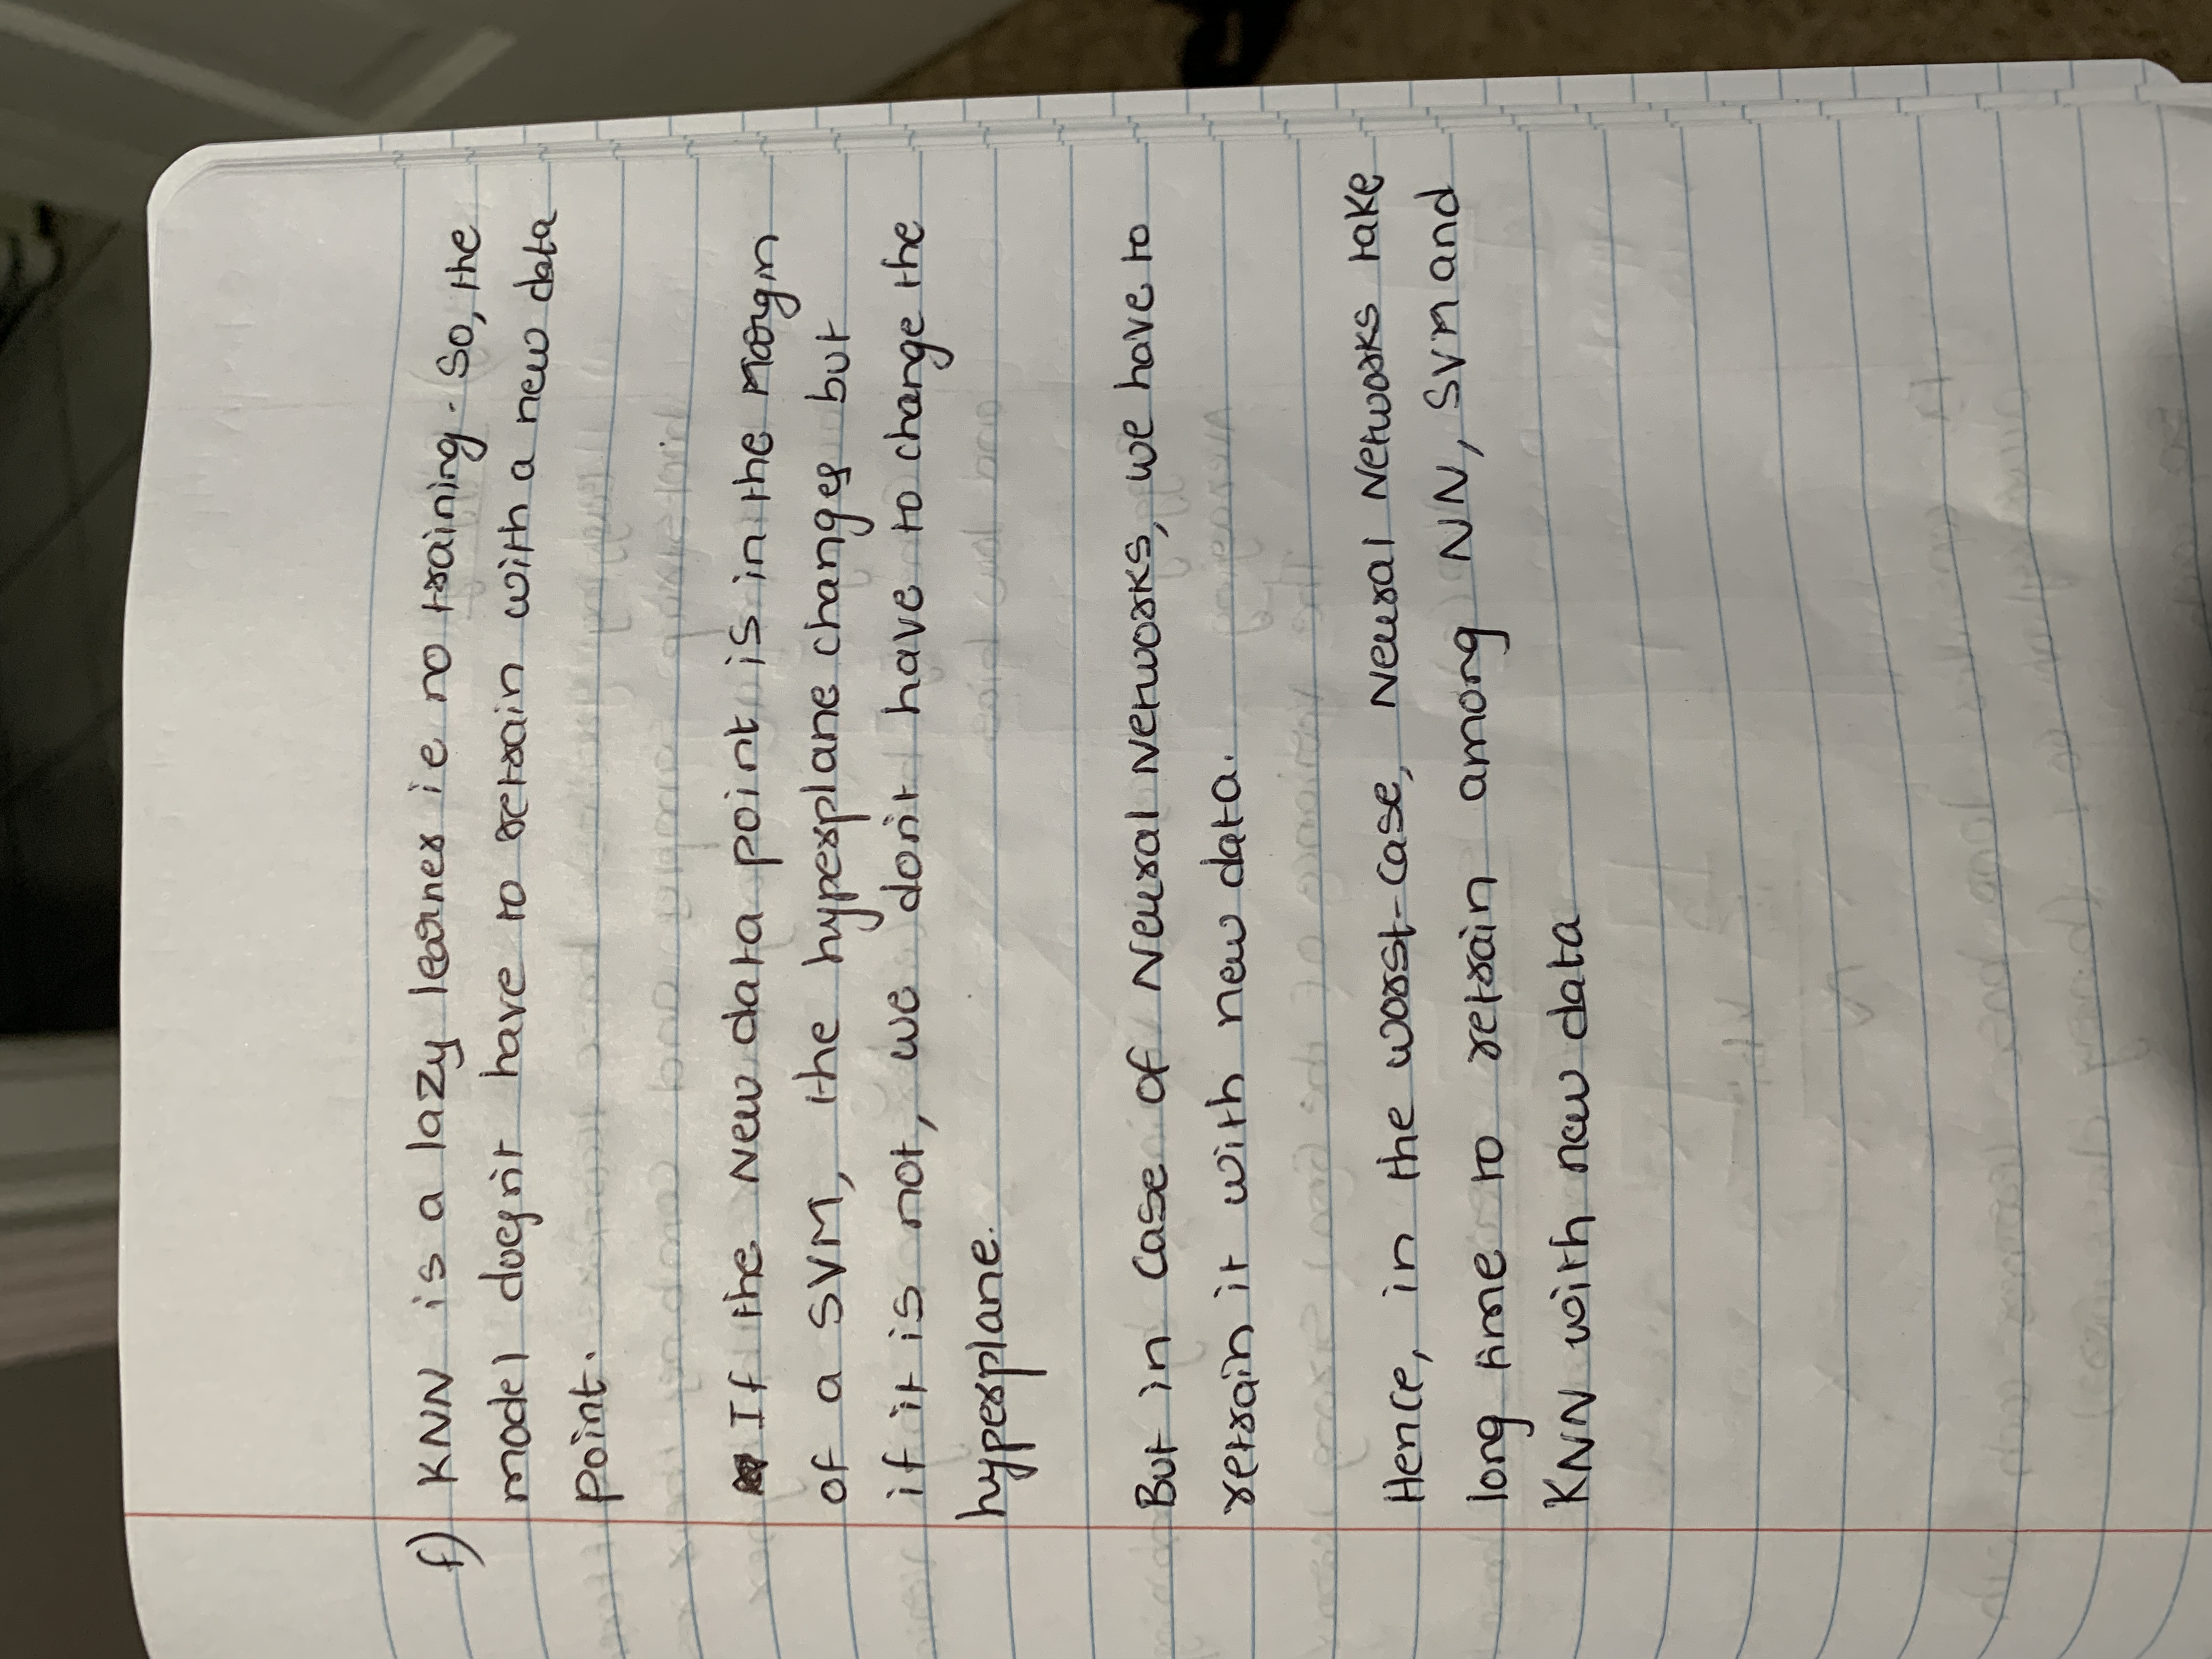 f) KNN is a lazy learner ie no training. So, the
model doesn't have to retrain with a new data
point.
If the New data point is in the Margin
of a SVM, the hyperplane changes but
if it is not, we don't have to change the
hyperplane.
But in case of Neural Networks, we have to
retrain it with new data.
Hence, in the worst-case, Neural Networks take
long time to retrain among NN, SVM and
KNN with new data